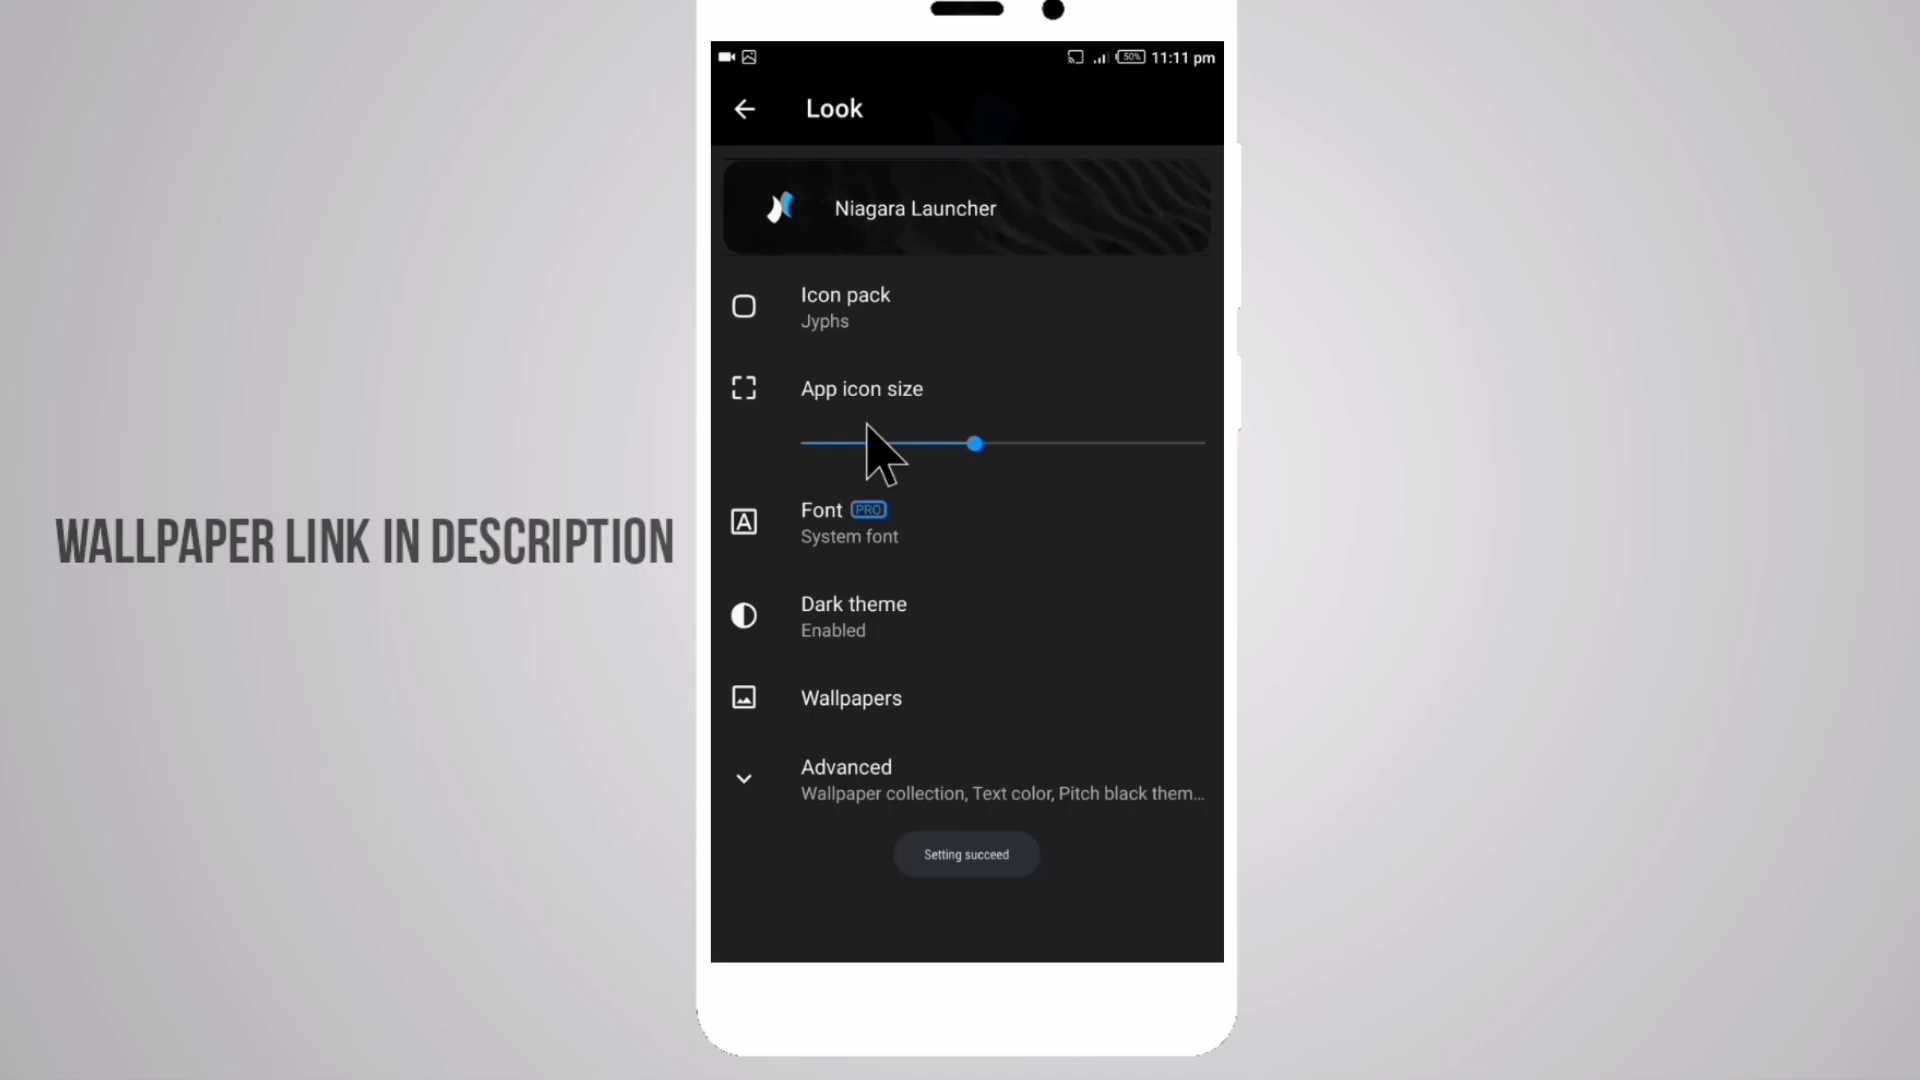 50% 11:11 pm
Look
Niagara Launcher
Icon pack
Jyphs
App icon size
Font PRO
System font
WALLPAPER LINK IN DESCRIPTION
Dark theme
Enabled
Wallpapers
Advanced
Wallpaper collection, Text color, Pitch black them...
Setting succeed